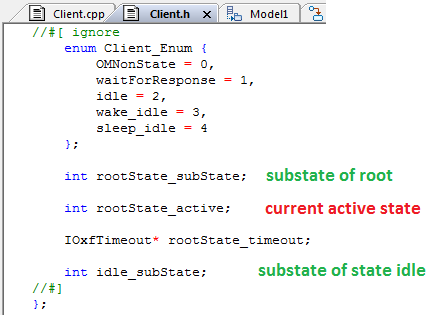 Client.cpp Client.h Model1
//#[ ignore
enum Client_Enum {
OMNonState = 0,
waitForResponse = 1,
idle = 2,
wake_idle = 3,
sleep_idle = 4
};
int rootState_subState; substate of root
int rootState_active; current active state
IOxfTimeout* rootState_timeout;
int idle_subState; substate of state idle
//#]
};